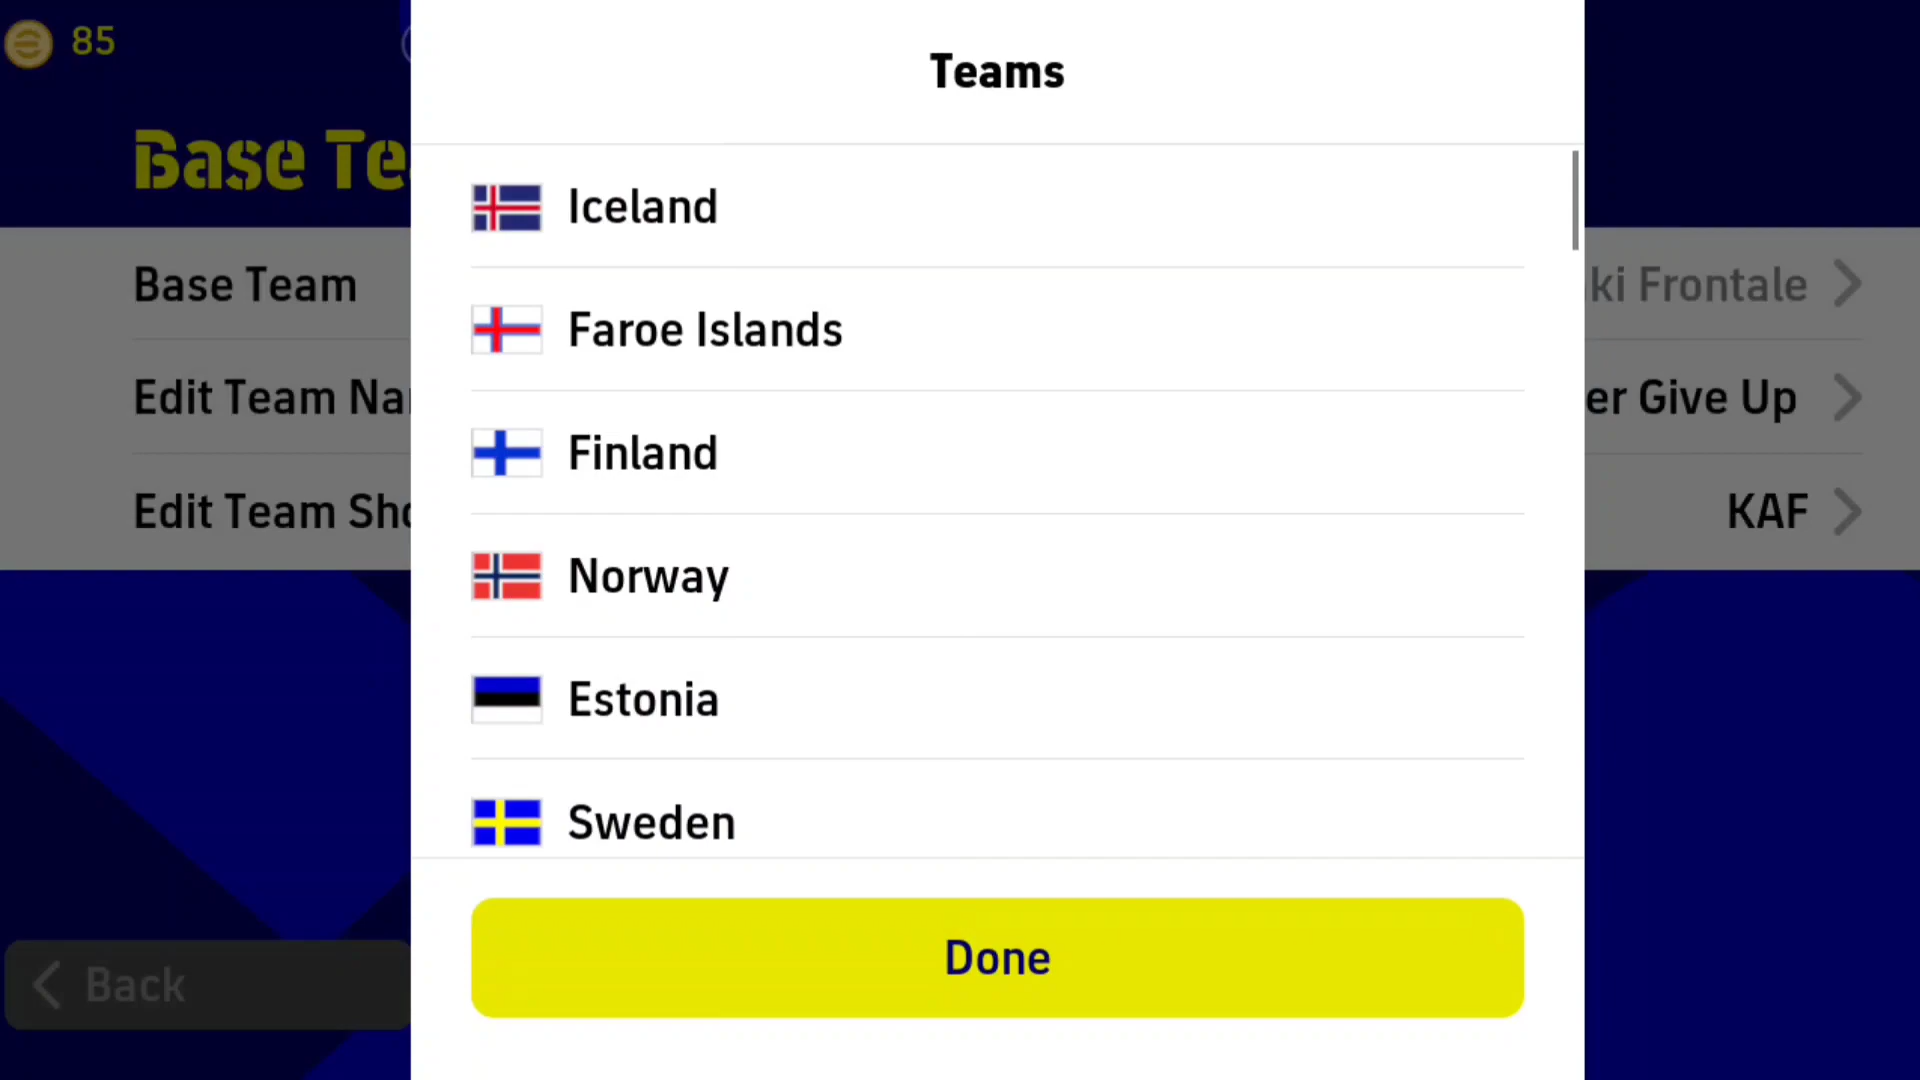 85
Teams
Base Te
Iceland
Base Team
ki Frontale
Faroe Islands
Edit Team Na
er Give Up
Finland
Edit Team Sho
KAF
Norway
Estonia
Sweden
Done
Back